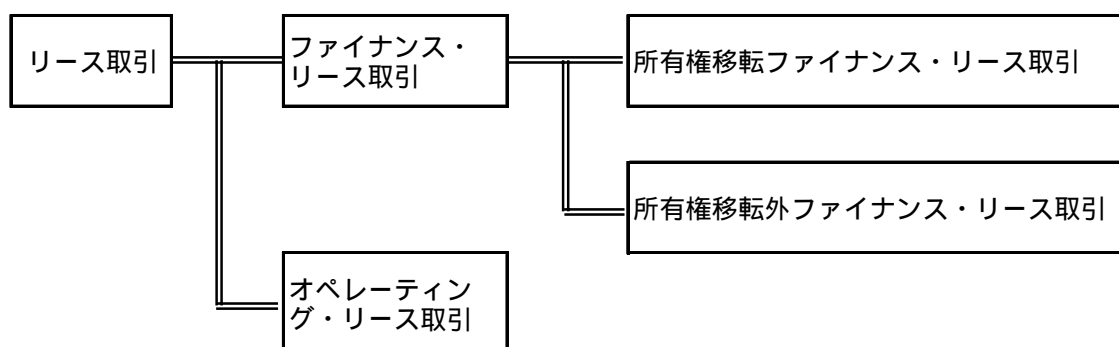 リース取引
ファイナンス・
リース取引
所有権移転ファイナンス・リース取引
所有権移転外ファイナンス・リース取引
オペレーティン
グ・リース取引